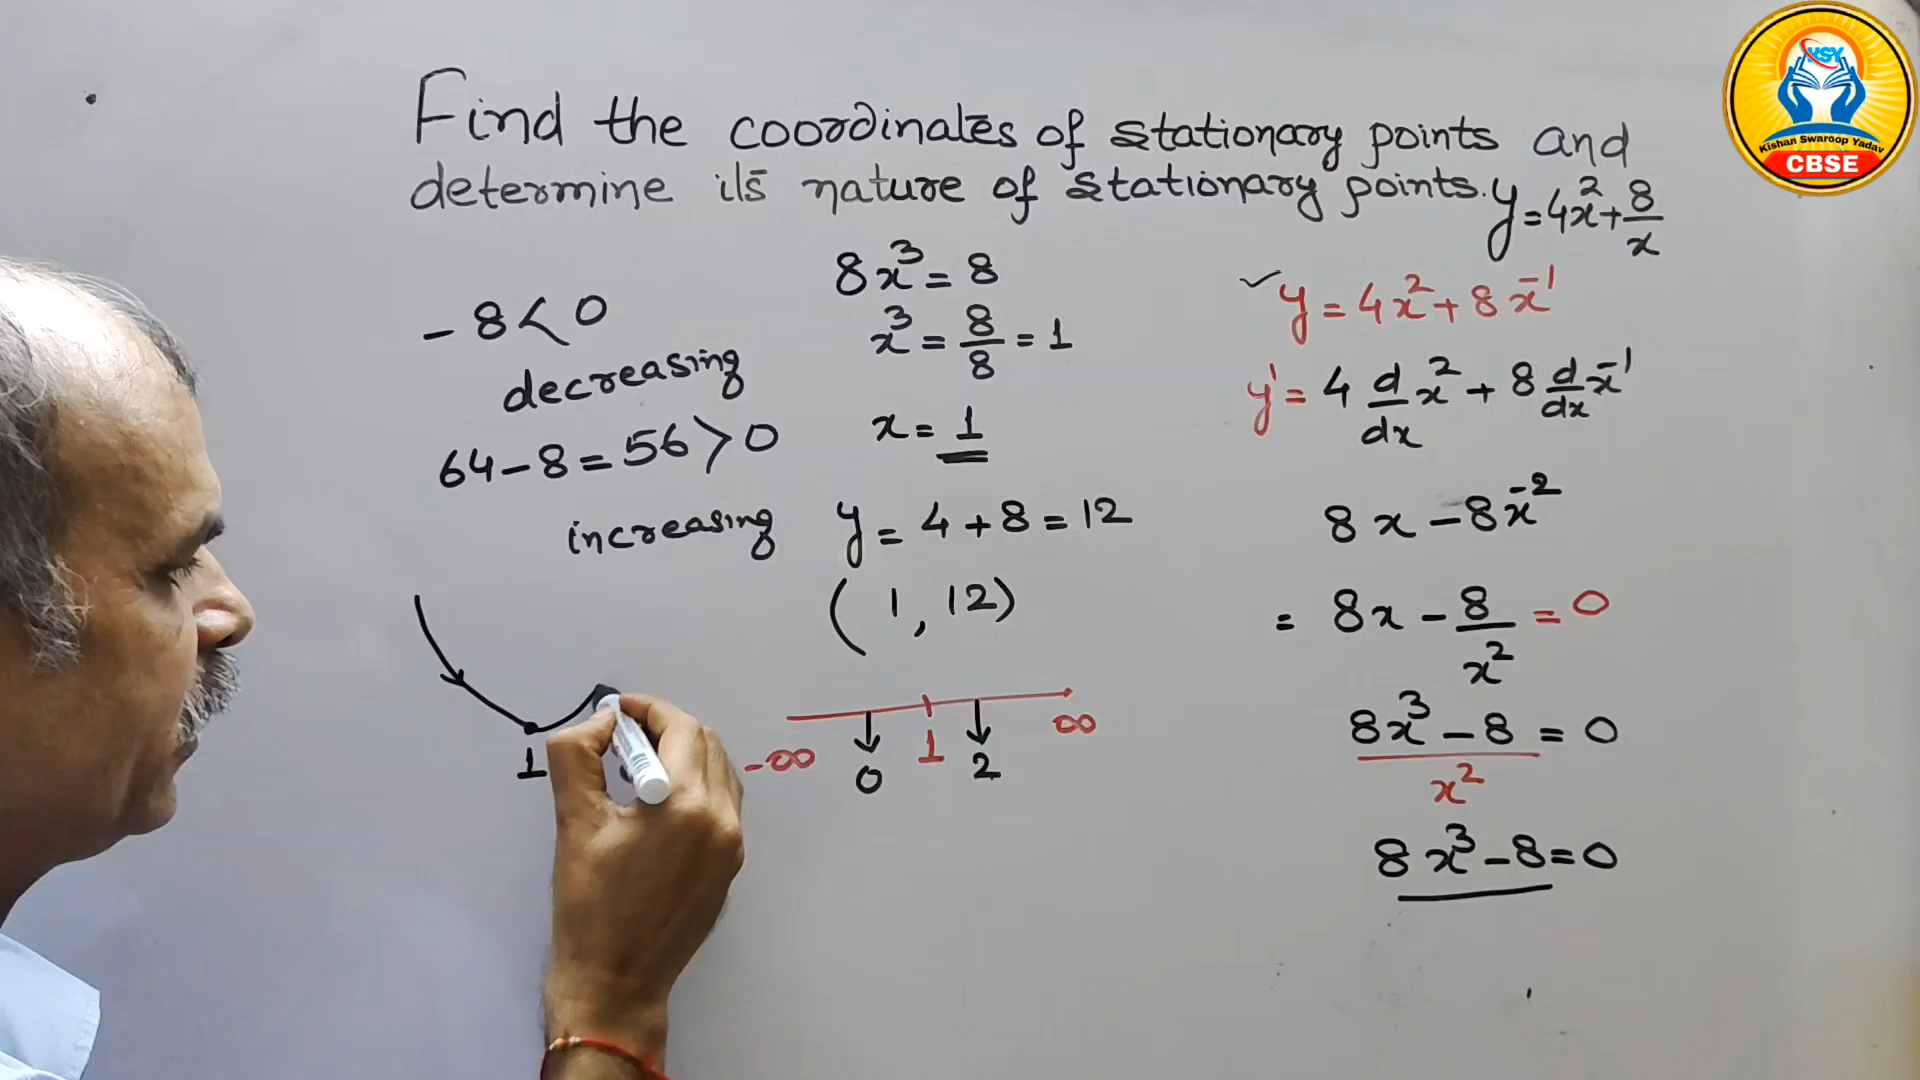 Find the coordinates of stationary points and
determine its nature of stationary points. y = 4x² + 8/x
KSY
Kishan Swaroop Yadav
CBSE
- 8 < 0
decreasing
64 - 8 = 56 > 0
increasing
1
8x³ = 8
x³ = 8/8 = 1
x = 1
y = 4 + 8 = 12
(1, 12)
-∞ 0 1 2 ∞
✓ y = 4x² + 8x⁻¹
y' = 4 d/dx x² + 8 d/dx x⁻¹
8x - 8x⁻²
= 8x - 8/x² = 0
8x³ - 8 / x² = 0
8x³ - 8 = 0